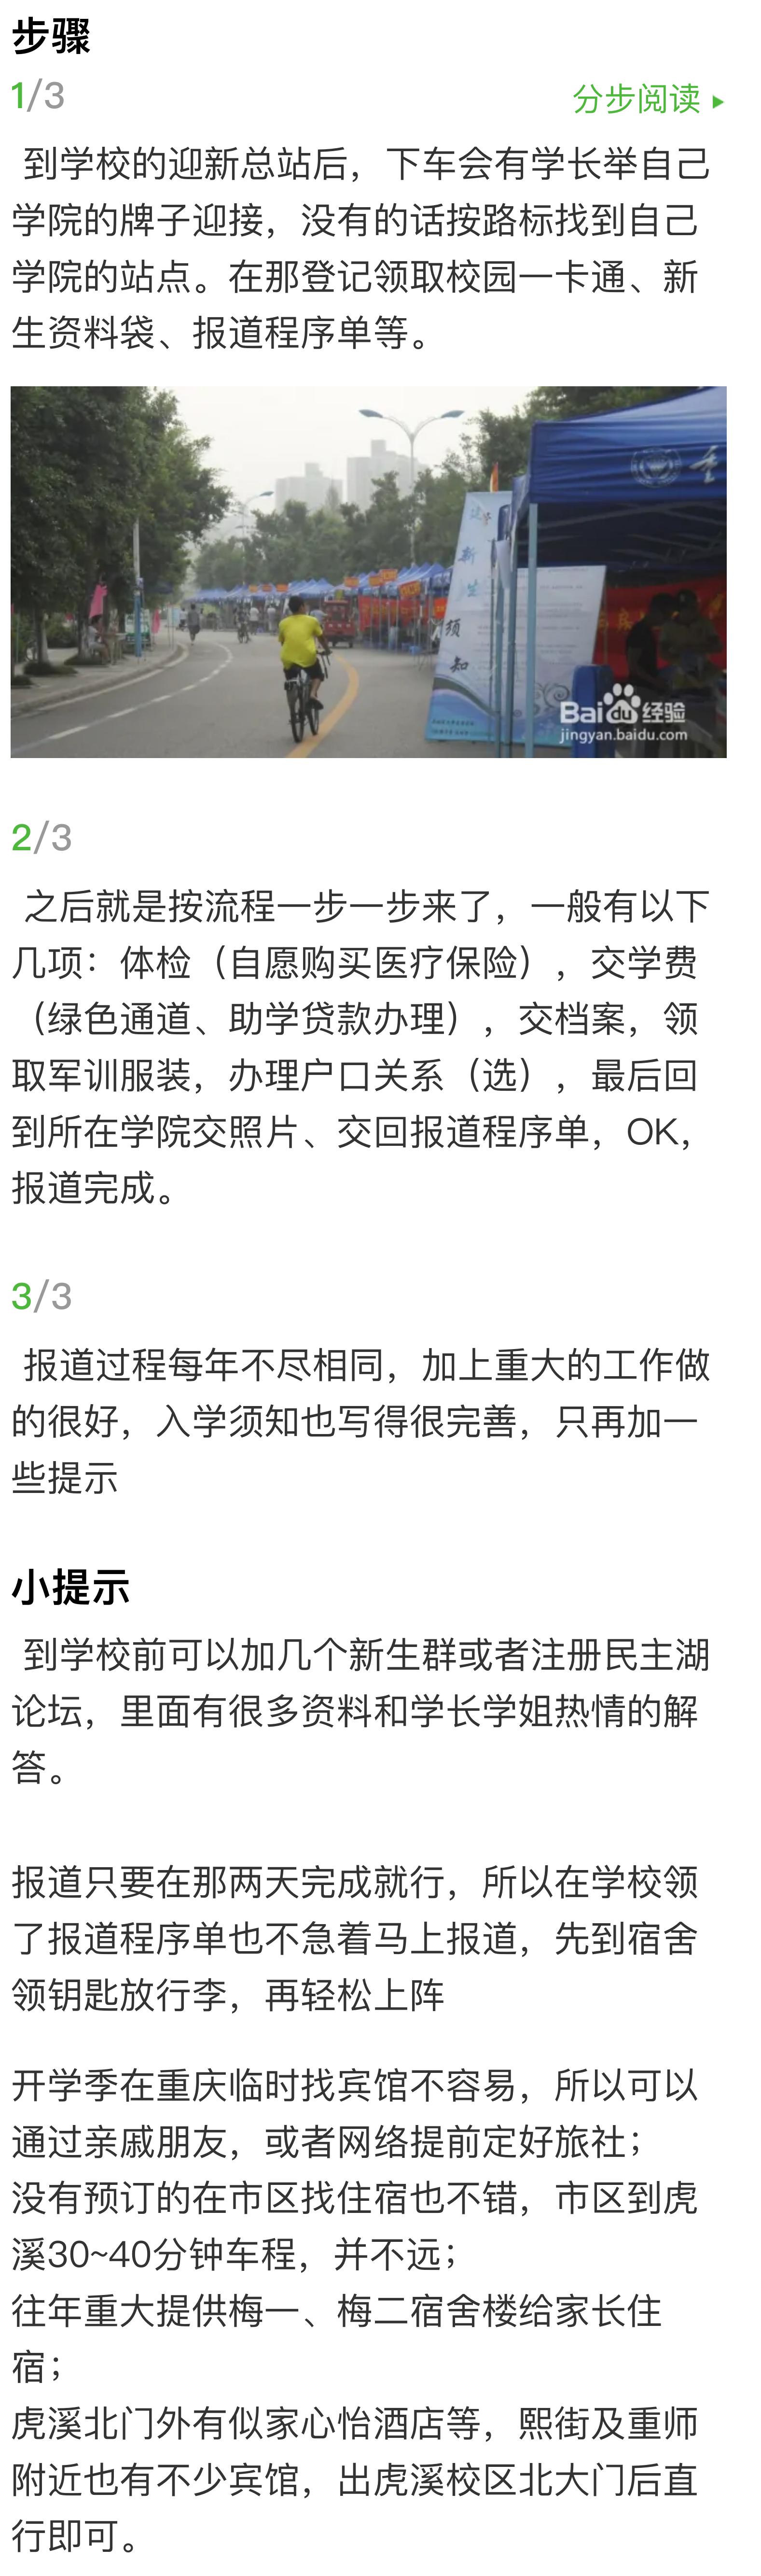 步骤
1/3
分步阅读
到学校的迎新总站后，下车会有学长举自己
学院的牌子迎接，没有的话按路标找到自己
学院的站点。在那登记领取校园一卡通、新
生资料袋、报道程序单等。
重
新
生
须
知
Baidu经验
jingyan.baidu.com
2/3
之后就是按流程一步一步来了，一般有以下
几项：体检（自愿购买医疗保险），交学费
（绿色通道、助学贷款办理），交档案，领
取军训服装，办理户口关系（选），最后回
到所在学院交照片、交回报道程序单，OK，
报道完成。
3/3
报道过程每年不尽相同，加上重大的工作做
的很好，入学须知也写得很完善，只再加一
些提示
小提示
到学校前可以加几个新生群或者注册民主湖
论坛，里面有很多资料和学长学姐热情的解
答。
报道只要在那两天完成就行，所以在学校领
了报道程序单也不急着马上报道，先到宿舍
领钥匙放行李，再轻松上阵
开学季在重庆临时找宾馆不容易，所以可以
通过亲戚朋友，或者网络提前定好旅社；
没有预订的在市区找住宿也不错，市区到虎
溪30~40分钟车程，并不远；
往年重大提供梅一、梅二宿舍楼给家长住
宿；
虎溪北门外有似家心怡酒店等，熙街及重师
附近也有不少宾馆，出虎溪校区北大门后直
行即可。